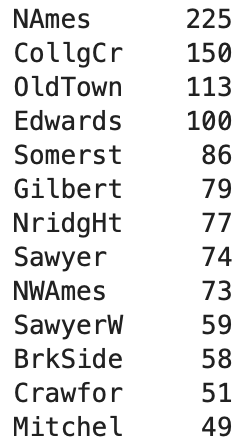 NAmes 225
CollgCr 150
OldTown 113
Edwards 100
Somerst 86
Gilbert 79
NridgHt 77
Sawyer 74
NWAmes 73
SawyerW 59
BrkSide 58
Crawfor 51
Mitchel 49